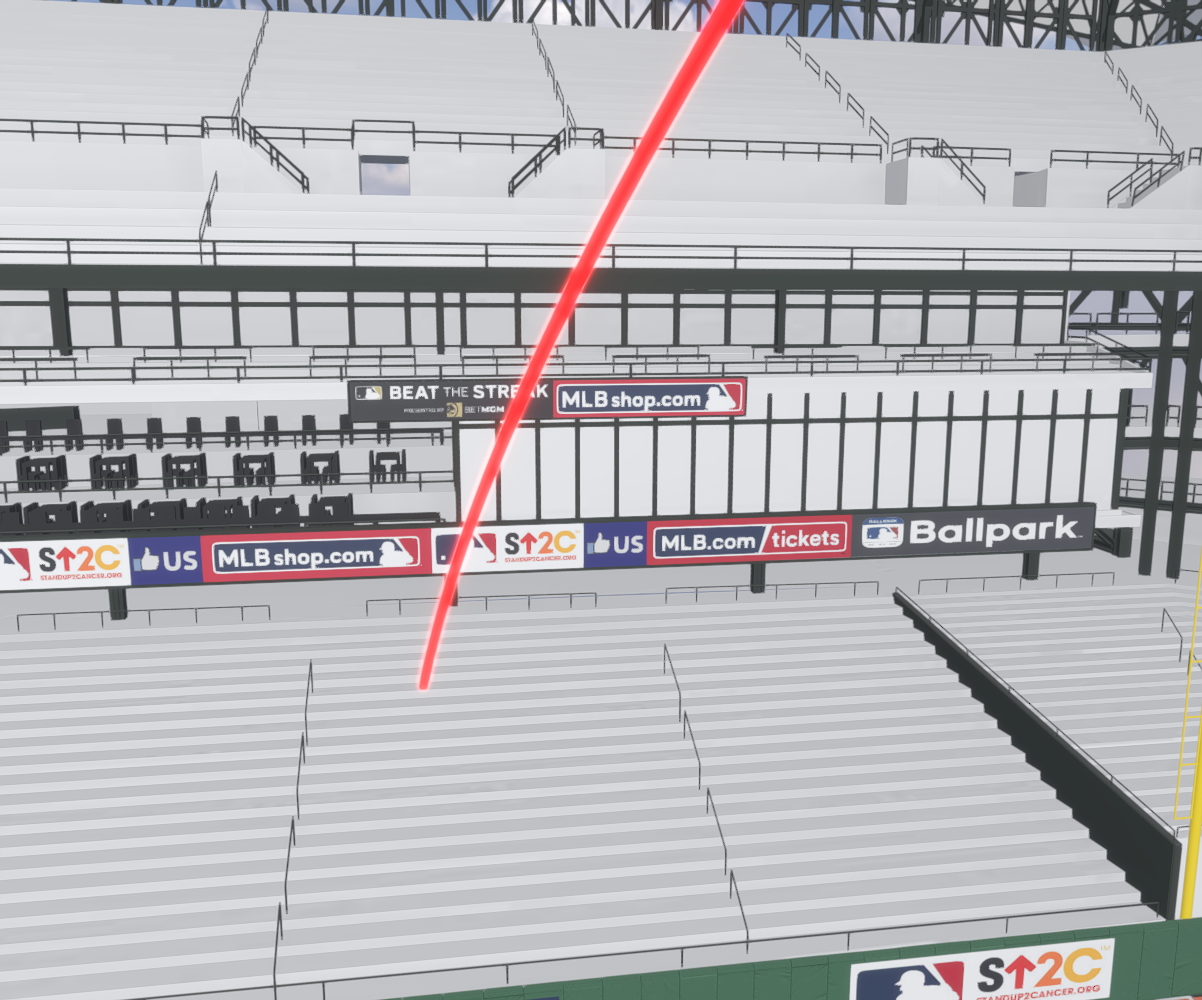 BEAT THE STREAK
PRESENTED BY BETMGM
MLBshop.com
S↑2C
STANDUP2CANCER.ORG
US
MLBshop.com
S↑2C
STANDUP2CANCER.ORG
US
MLB.com/tickets
Ballpark
S↑2C
STANDUP2CANCER.ORG